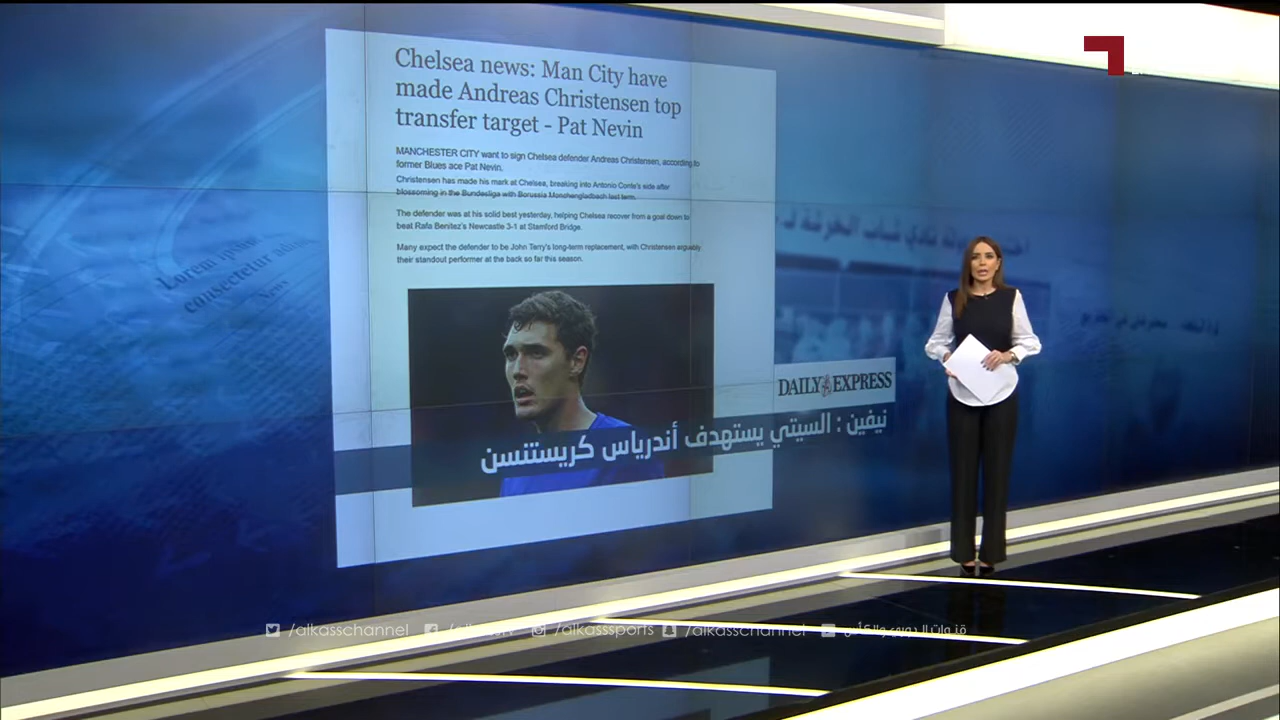 Chelsea news: Man City have
made Andreas Christensen top
transfer target - Pat Nevin
MANCHESTER CITY want to sign Chelsea defender Andreas Christensen, according to
former Blues ace Pat Nevin.
Christensen has made his mark at Chelsea, breaking into Antonio Conte's side after
blossoming in the Bundesliga with Borussia Monchengladbach last term.
The defender was at his solid best yesterday, helping Chelsea recover from a goal down to
beat Rafa Benitez's Newcastle 3-1 at Stamford Bridge.
Many expect the defender to be John Terry's long-term replacement, with Christensen arguably
their standout performer at the back so far this season.
Lorem ipsum
consectetur
DAILY EXPRESS
نيفين : السيتي يستهدف أندرياس كريستنسن
/alkasschannel /alkasssports /alkasschannel